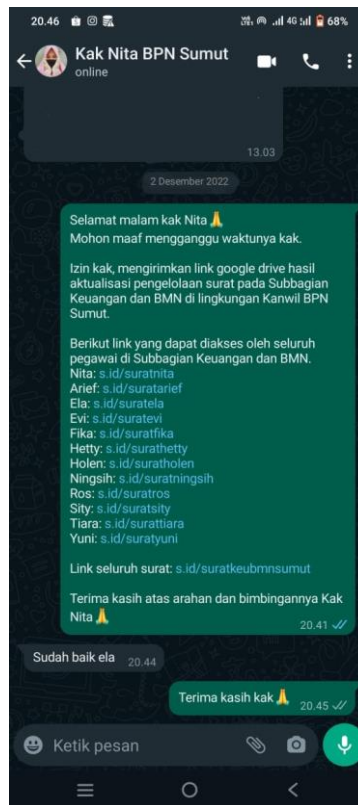 20.46
4G
68%
Kak Nita BPN Sumut
online
13.03
2 Desember 2022
Selamat malam kak Nita🙏
Mohon maaf mengganggu waktunya kak.
Izin kak, mengirimkan link google drive hasil
aktualisasi pengelolaan surat pada Subbagian
Keuangan dan BMN di lingkungan Kanwil BPN
Sumut.
Berikut link yang dapat diakses oleh seluruh
pegawai di Subbagian Keuangan dan BMN.
Nita: s.id/suratnita
Arief: s.id/suratarief
Ela: s.id/suratela
Evi: s.id/suratevi
Fika: s.id/suratfika
Hetty: s.id/surathetty
Holen: s.id/suratholen
Ningsih: s.id/suratningsih
Ros: s.id/suratros
Sity: s.id/suratsity
Tiara: s.id/surattiara
Yuni: s.id/suratyuni
Link seluruh surat: s.id/suratkeubmnsumut
Terima kasih atas arahan dan bimbingannya Kak
Nita🙏
20.41
Sudah baik ela 20.44
Terima kasih kak🙏 20.45
Ketik pesan